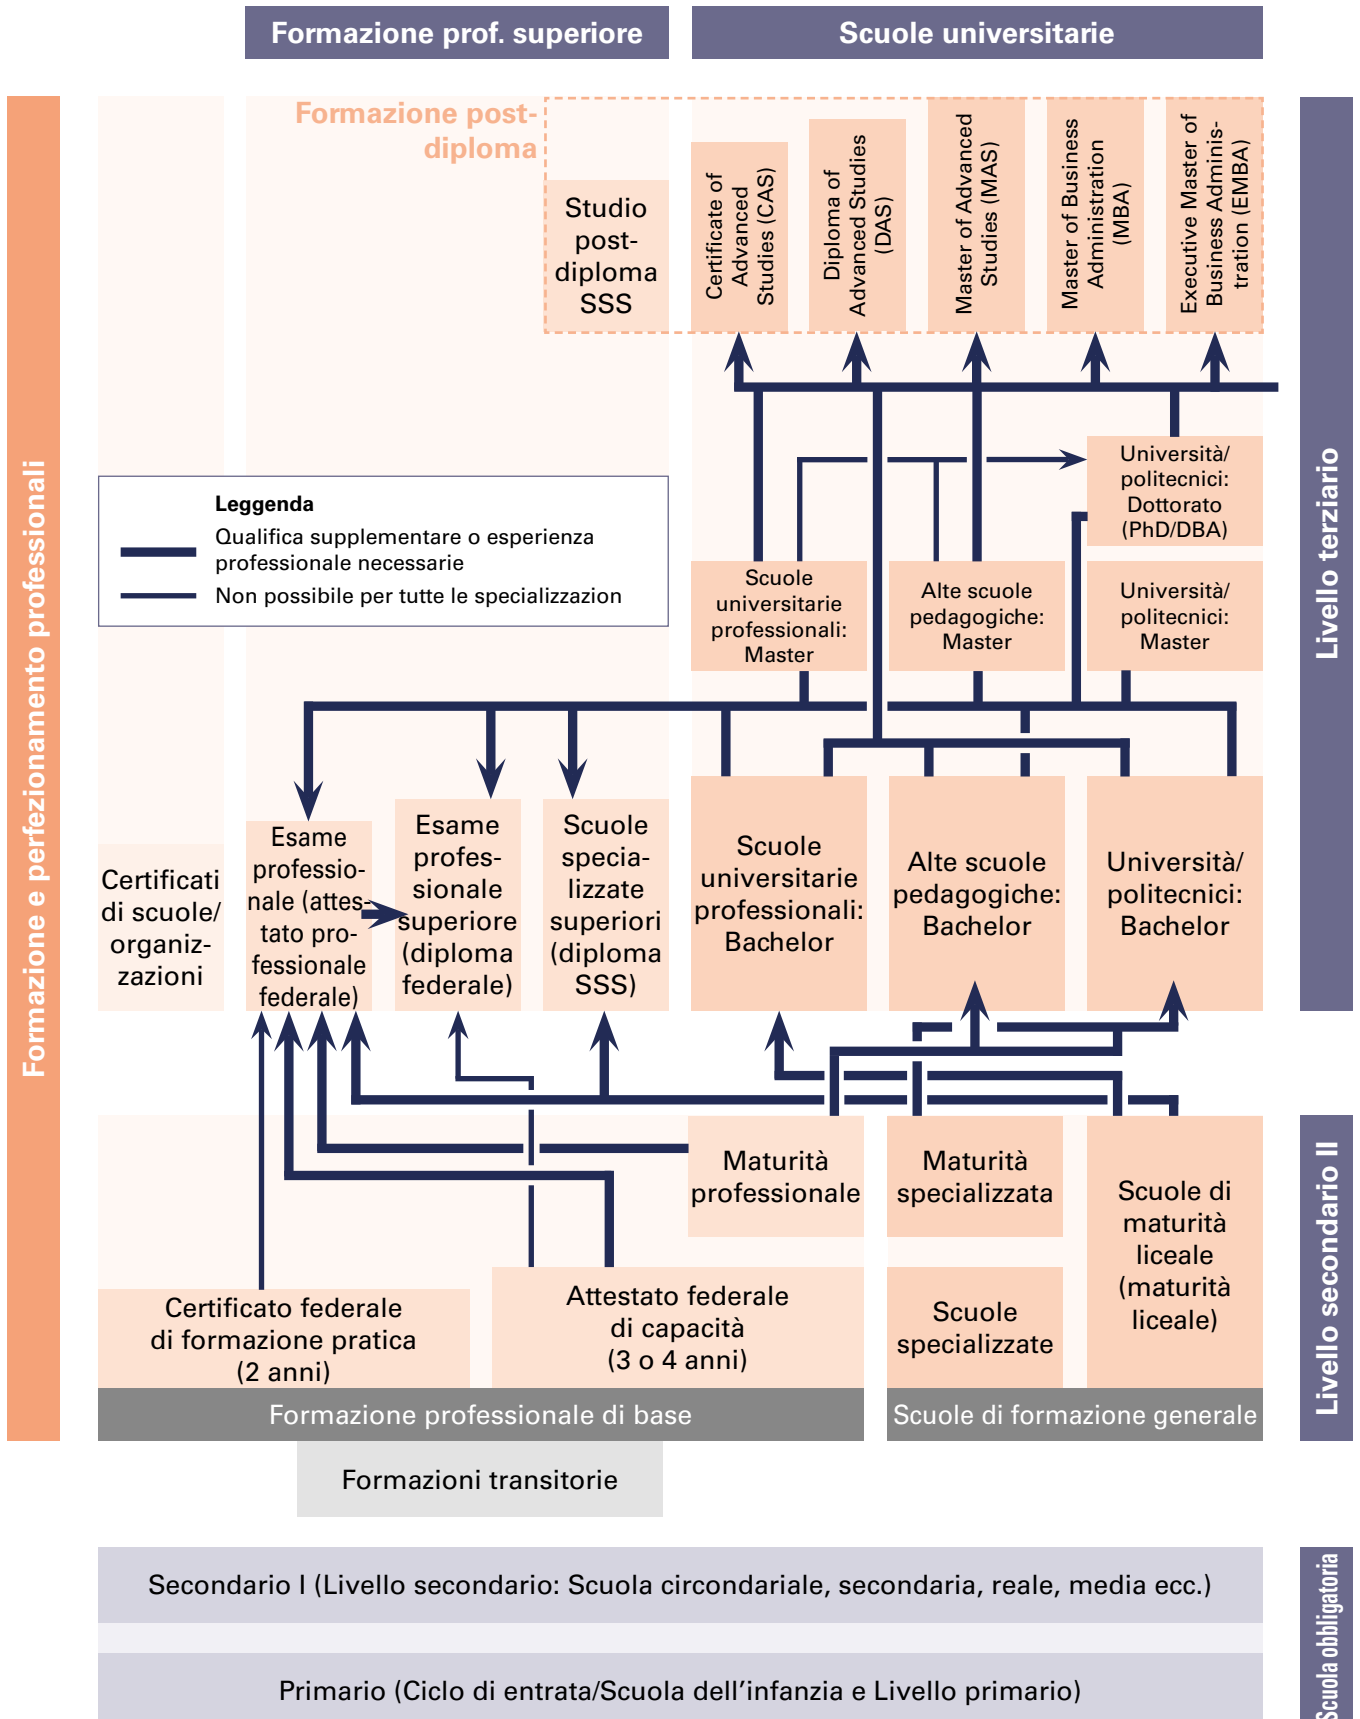 Formazione prof. superiore
Scuole universitarie
Formazione e perfezionamento professionali
Formazione post-
diploma
Studio
post-
diploma
SSS
Certificate of
Advanced
Studies (CAS)
Diploma of
Advanced Studies
(DAS)
Master of Advanced
Studies (MAS)
Master of Business
Administration
(MBA)
Executive Master of
Business Adminis-
tration (EMBA)
Livello terziario
Leggenda
Qualifica supplementare o esperienza
professionale necessarie
Non possibile per tutte le specializzazion
Università/
politecnici:
Dottorato
(PhD/DBA)
Scuole
universitarie
professionali:
Master
Alte scuole
pedagogiche:
Master
Università/
politecnici:
Master
Certificati
di scuole/
organiz-
zazioni
Esame
professio-
nale (attes-
tato pro-
fessionale
federale)
Esame
profes-
sionale
superiore
(diploma
federale)
Scuole
specia-
lizzate
superiori
(diploma
SSS)
Scuole
universitarie
professionali:
Bachelor
Alte scuole
pedagogiche:
Bachelor
Università/
politecnici:
Bachelor
Maturità
professionale
Maturità
specializzata
Scuole di
maturità
liceale
(maturità
liceale)
Livello secondario II
Certificato federale
di formazione pratica
(2 anni)
Attestato federale
di capacità
(3 o 4 anni)
Scuole
specializzate
Formazione professionale di base
Scuole di formazione generale
Formazioni transitorie
Secondario I (Livello secondario: Scuola circondariale, secondaria, reale, media ecc.)
Primario (Ciclo di entrata/Scuola dell’infanzia e Livello primario)
Scuola obbligatoria